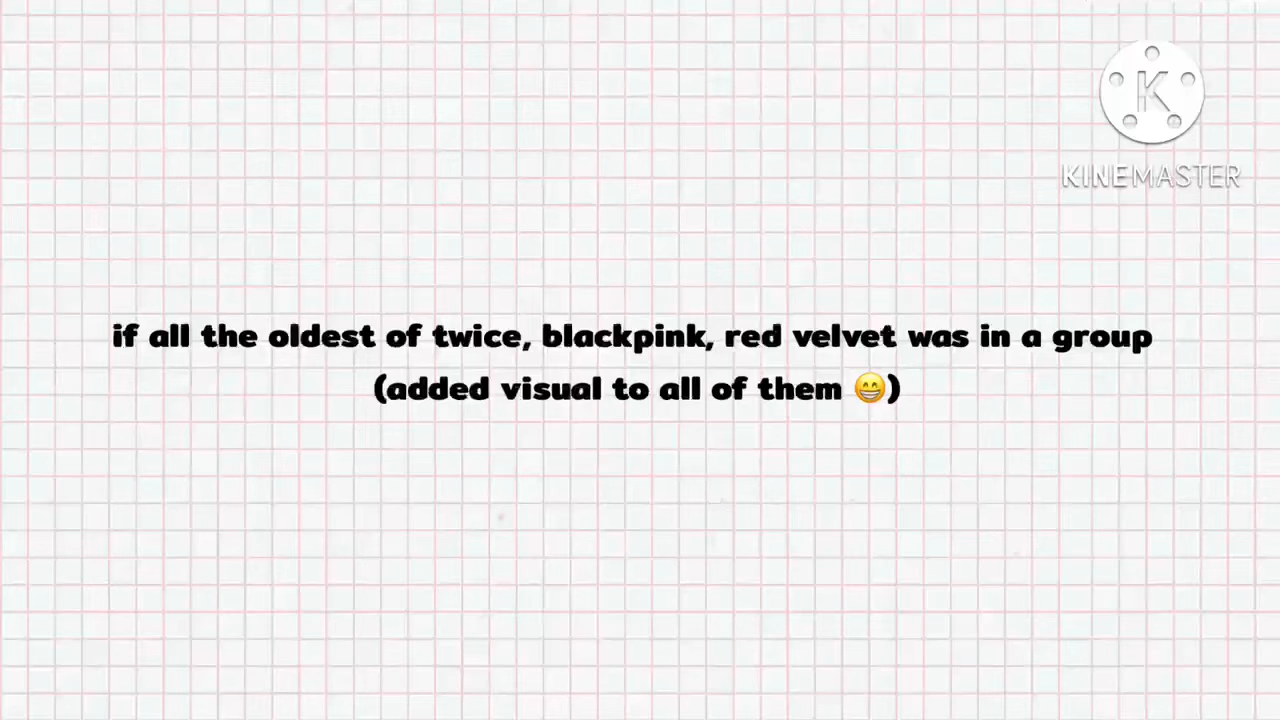 K
KINEMASTER
if all the oldest of twice, blackpink, red velvet was in a group
(added visual to all of them 😁)